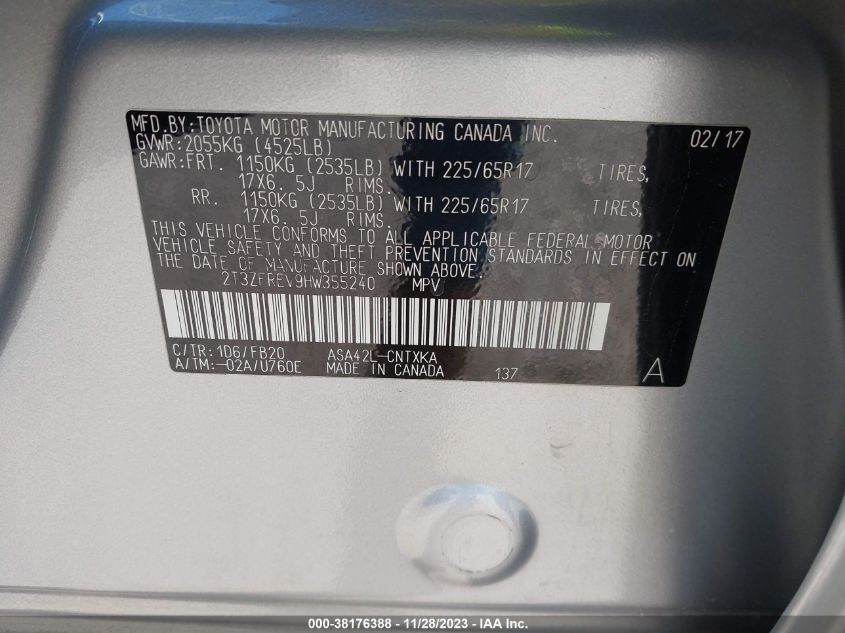 MFD.BY:TOYOTA MOTOR MANUFACTURING CANADA INC. 02/17
GVWR:2055KG (4525LB)
GAWR:FRT. 1150KG (2535LB) WITH 225/65R17 TIRES,
17X6. 5J RIMS.
RR. 1150KG (2535LB) WITH 225/65R17 TIRES,
17X6. 5J RIMS.
THIS VEHICLE CONFORMS TO ALL APPLICABLE FEDERAL MOTOR
VEHICLE SAFETY AND THEFT PREVENTION STANDARDS IN EFFECT ON
THE DATE OF MANUFACTURE SHOWN ABOVE.
2T3ZFREV9HW355240 MPV
C/TR:1D6/FB20 ASA42L-CNTXKA
A/TM:-02A/U760E MADE IN CANADA 137 A
000-38176388 - 11/28/2023 - IAA Inc.